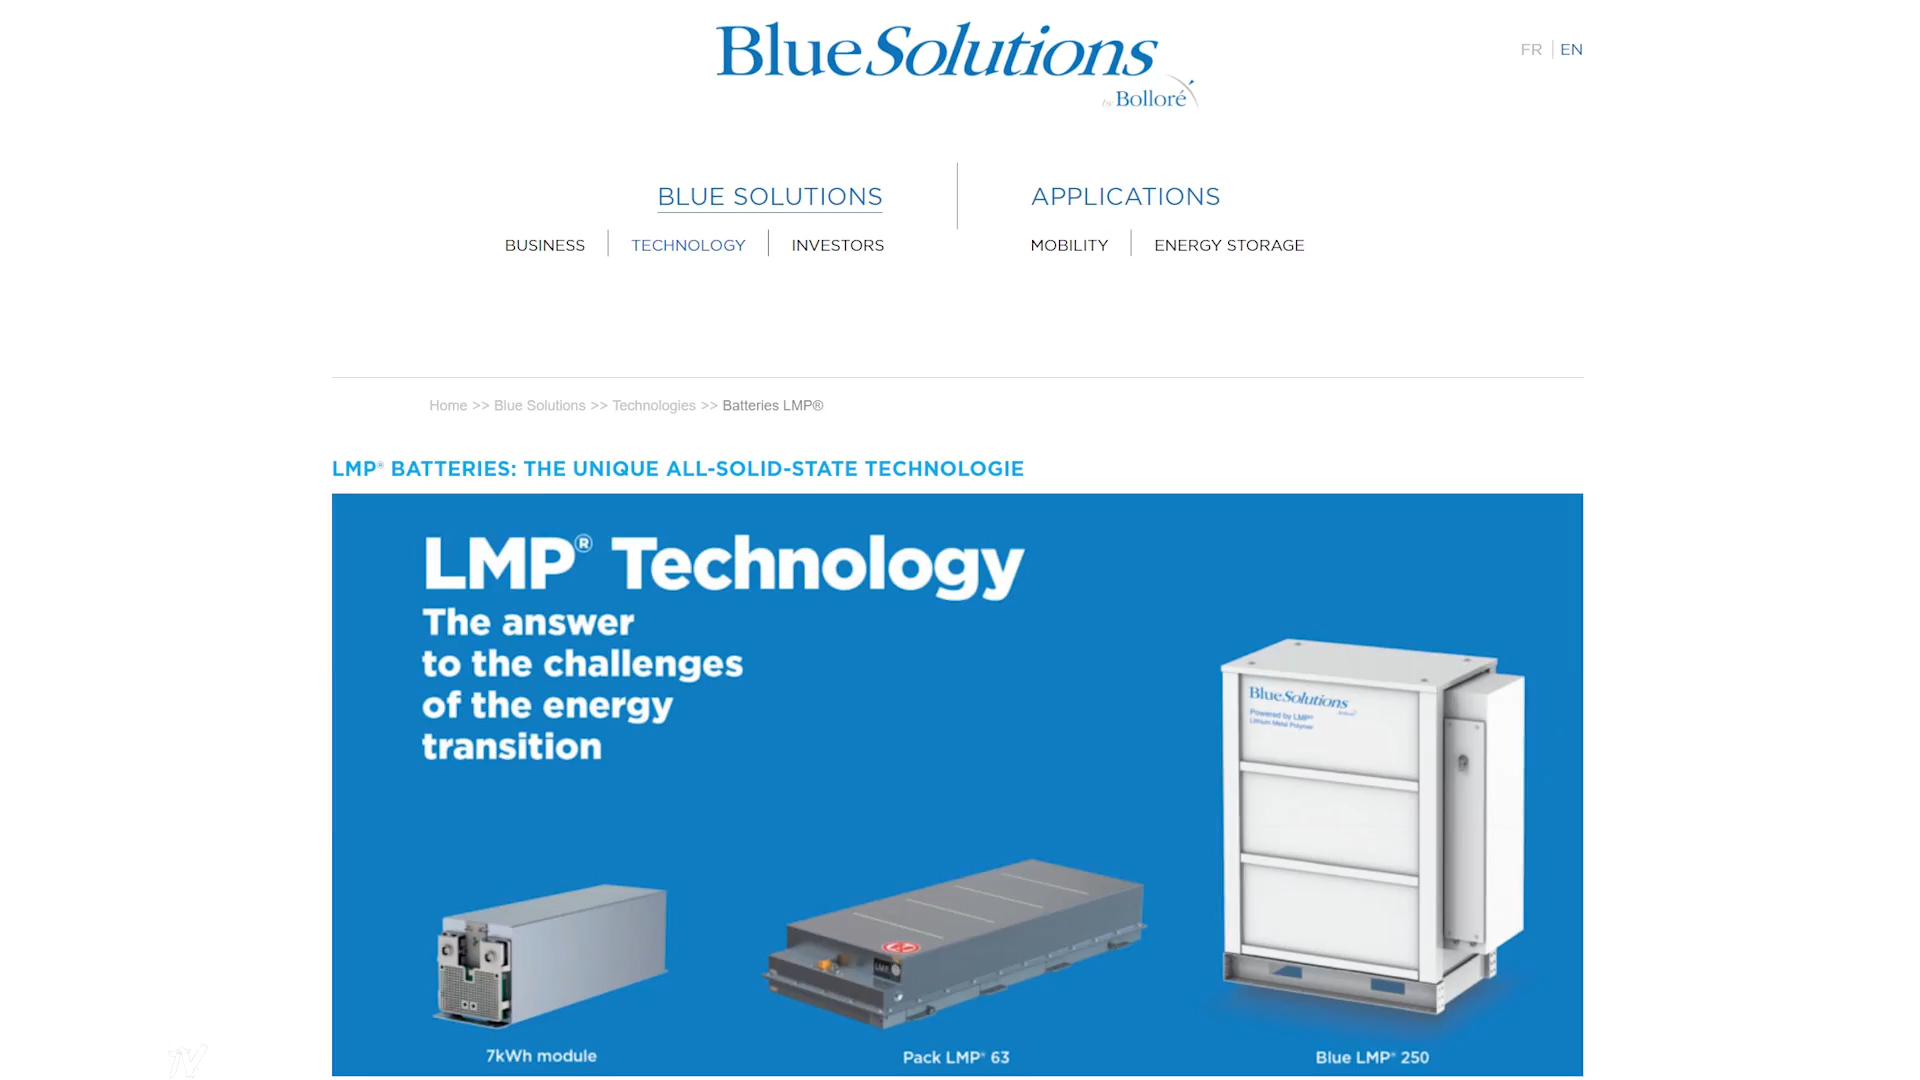 BlueSolutions
by Bolloré
FR | EN
BLUE SOLUTIONS
APPLICATIONS
BUSINESS
TECHNOLOGY
INVESTORS
MOBILITY
ENERGY STORAGE
Home >> Blue Solutions >> Technologies >> Batteries LMP®
LMP® BATTERIES: THE UNIQUE ALL-SOLID-STATE TECHNOLOGIE
LMP® Technology
The answer
to the challenges
of the energy
transition
BlueSolutions
Powered by LMP®
Lithium Metal Polymer
LMP
7kWh module
Pack LMP® 63
Blue LMP® 250